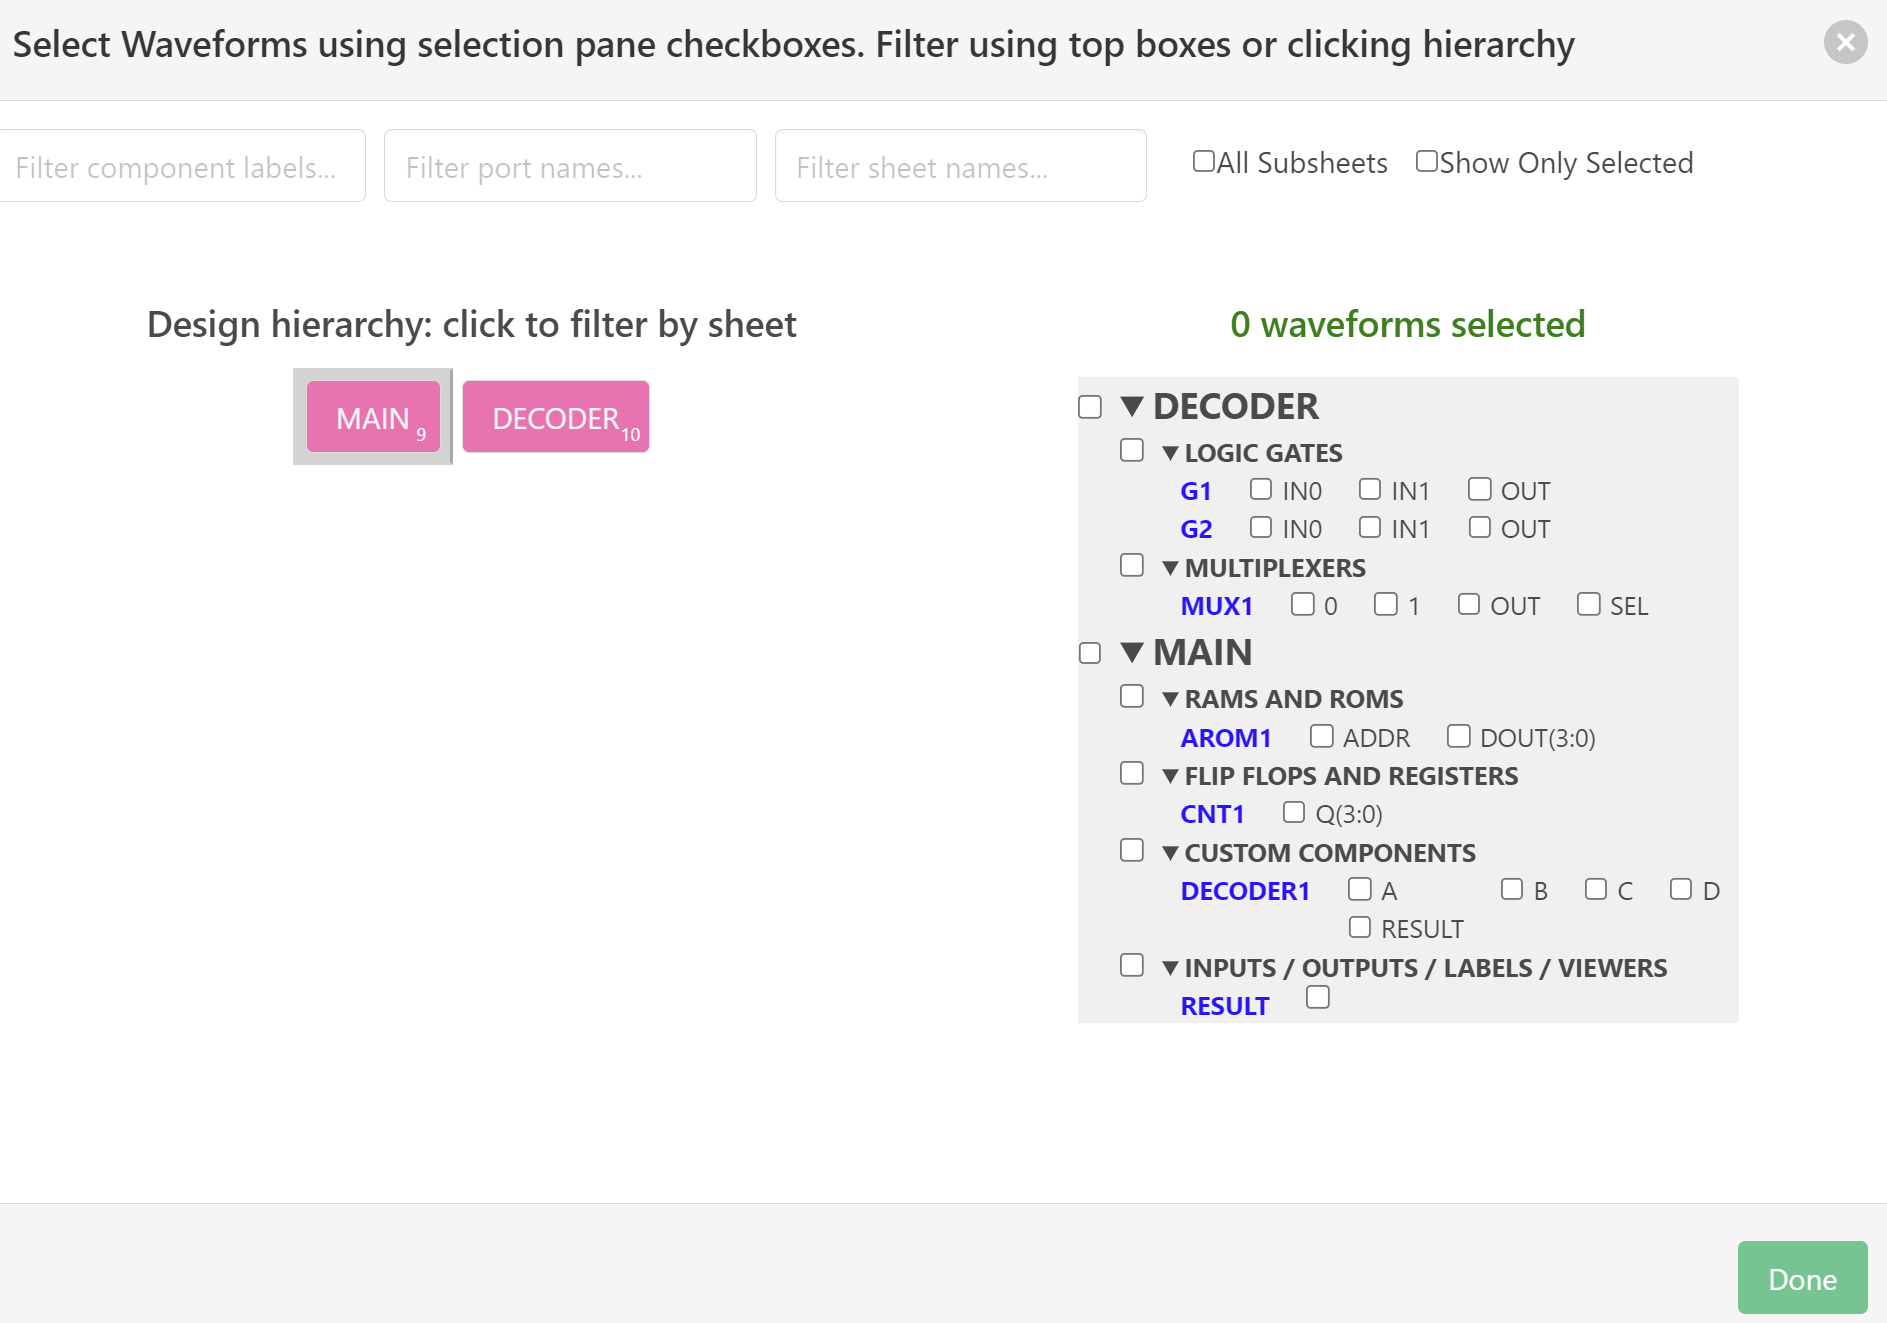 Select Waveforms using selection pane checkboxes. Filter using top boxes or clicking hierarchy
Filter component labels... Filter port names... Filter sheet names... All Subsheets Show Only Selected
Design hierarchy: click to filter by sheet
MAIN 9 DECODER 10
0 waveforms selected
DECODER
LOGIC GATES
G1 IN0 IN1 OUT
G2 IN0 IN1 OUT
MULTIPLEXERS
MUX1 0 1 OUT SEL
MAIN
RAMS AND ROMS
AROM1 ADDR DOUT(3:0)
FLIP FLOPS AND REGISTERS
CNT1 Q(3:0)
CUSTOM COMPONENTS
DECODER1 A B C D
RESULT
INPUTS / OUTPUTS / LABELS / VIEWERS
RESULT
Done